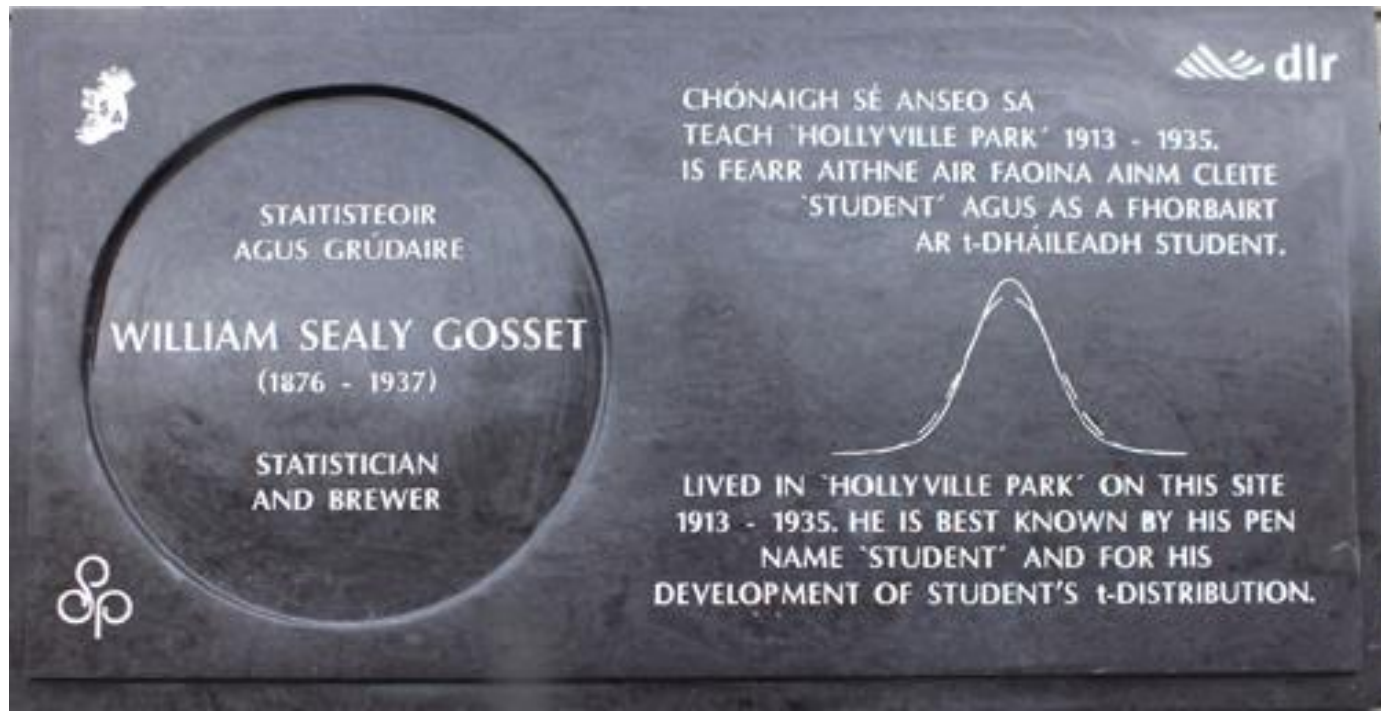 STAITISTEOIR
AGUS GRÚDAIRE
WILLIAM SEALY GOSSET
(1876 - 1937)
STATISTICIAN
AND BREWER
dlr
CHÓNAIGH SÉ ANSEO SA
TEACH `HOLLYVILLE PARK´ 1913 - 1935.
IS FEARR AITHNE AIR FAOINA AINM CLEITE
`STUDENT´ AGUS AS A FHORBAIRT
AR t-DHÁILEADH STUDENT.
LIVED IN `HOLLYVILLE PARK´ ON THIS SITE
1913 - 1935. HE IS BEST KNOWN BY HIS PEN
NAME `STUDENT´ AND FOR HIS
DEVELOPMENT OF STUDENT'S t-DISTRIBUTION.